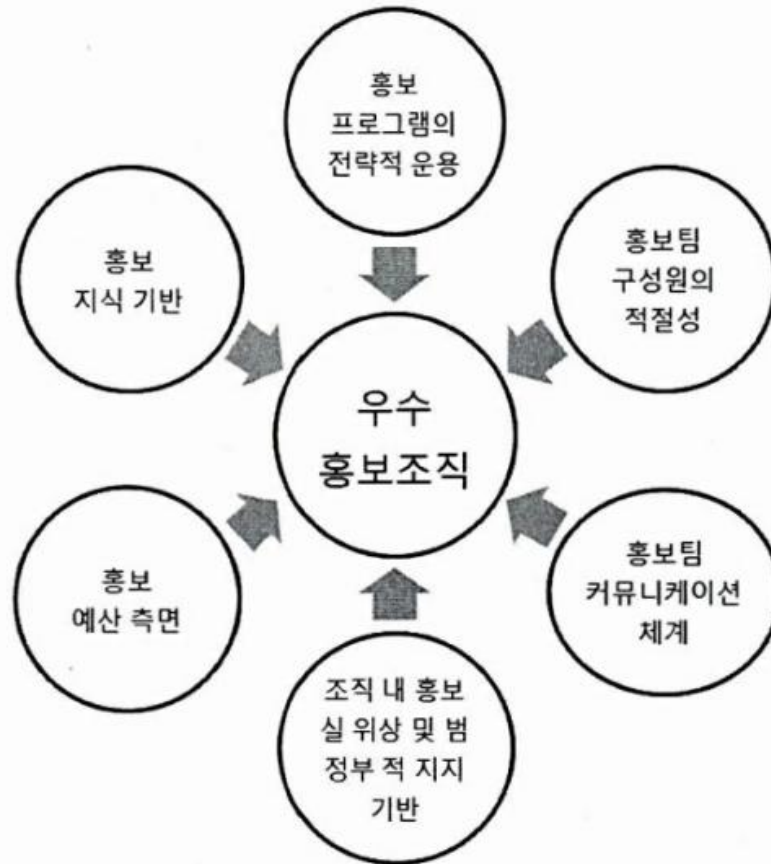 홍보
프로그램의
전략적 운용
홍보
지식 기반
홍보팀
구성원의
적절성
우수
홍보조직
홍보
예산 측면
홍보팀
커뮤니케이션
체계
조직 내 홍보
실 위상 및 범
정부 적 지지
기반